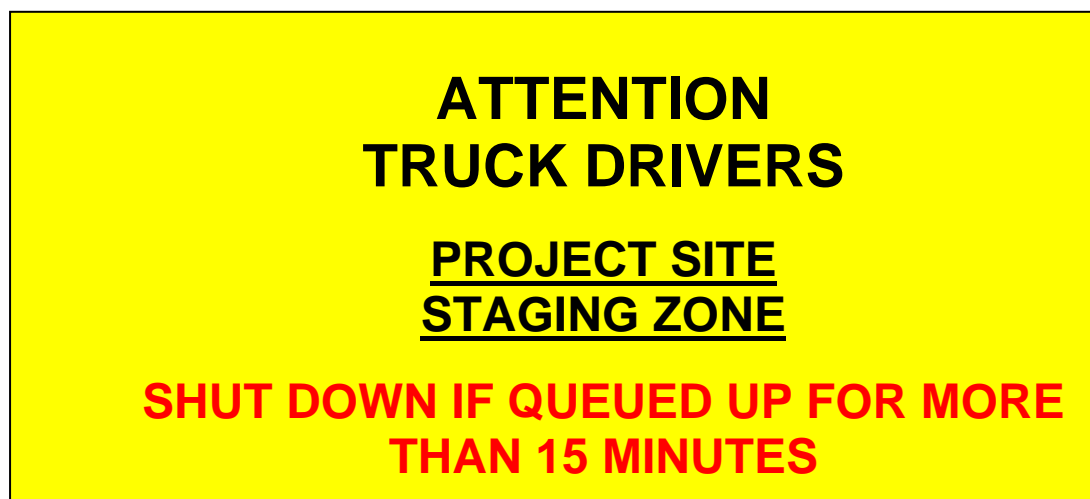 ATTENTION
TRUCK DRIVERS
PROJECT SITE
STAGING ZONE
SHUT DOWN IF QUEUED UP FOR MORE
THAN 15 MINUTES